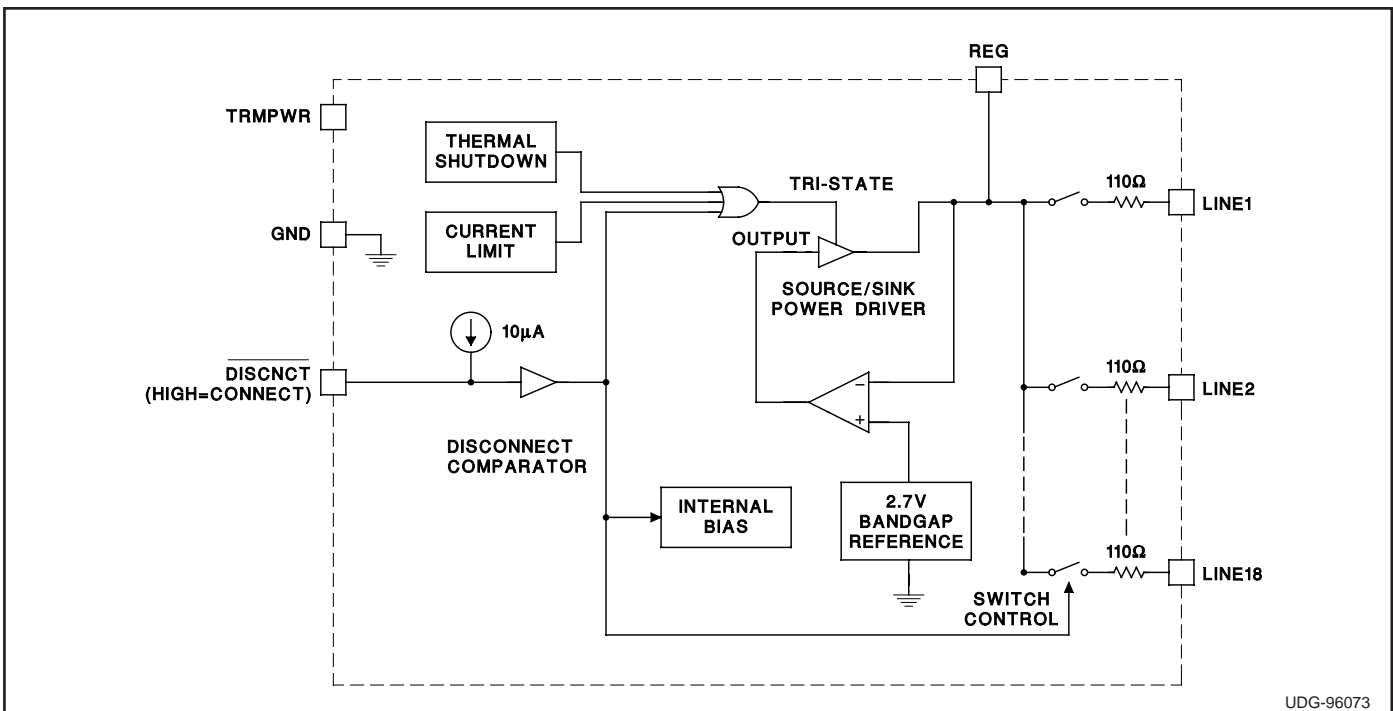 REG
TRMPWR
THERMAL
SHUTDOWN
TRI-STATE
110Ω
LINE1
GND
CURRENT
LIMIT
OUTPUT
SOURCE/SINK
POWER DRIVER
10µA
DISCNCT
(HIGH=CONNECT)
110Ω
LINE2
−
+
DISCONNECT
COMPARATOR
INTERNAL
BIAS
2.7V
BANDGAP
REFERENCE
110Ω
LINE18
SWITCH
CONTROL
UDG-96073